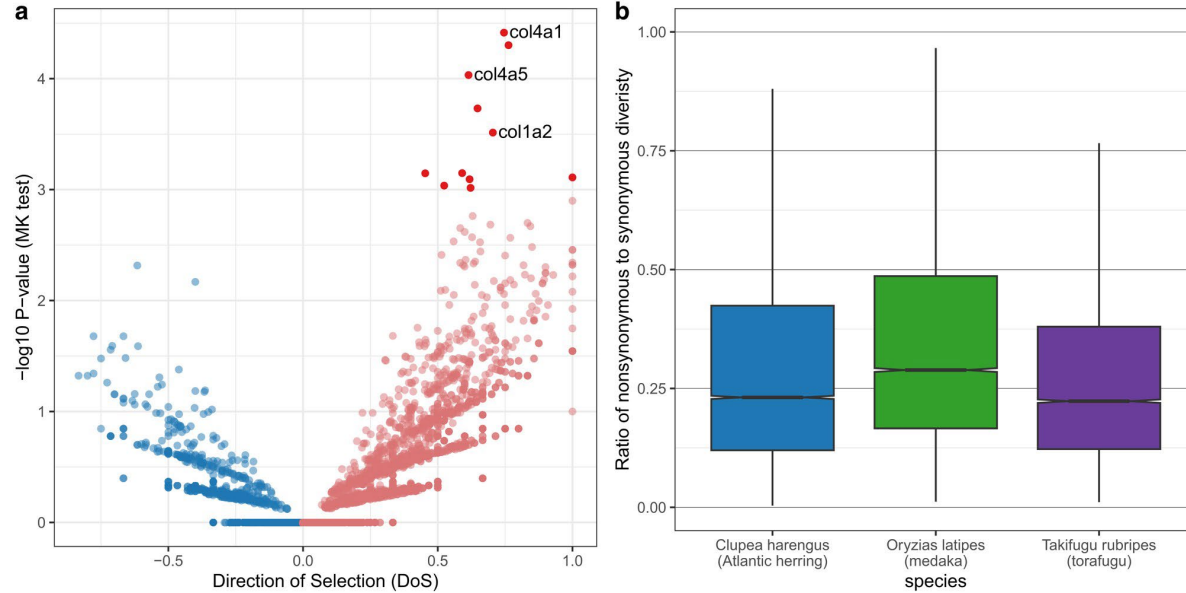 a
−log10 P−value (MK test)
4
3
2
1
0
−0.5
0.0
0.5
1.0
Direction of Selection (DoS)
col4a1
col4a5
col1a2
b
Ratio of nonsynonymous to synonymous diveristy
1.00
0.75
0.50
0.25
0.00
Clupea harengus
(Atlantic herring)
Oryzias latipes
(medaka)
Takifugu rubripes
(torafugu)
species